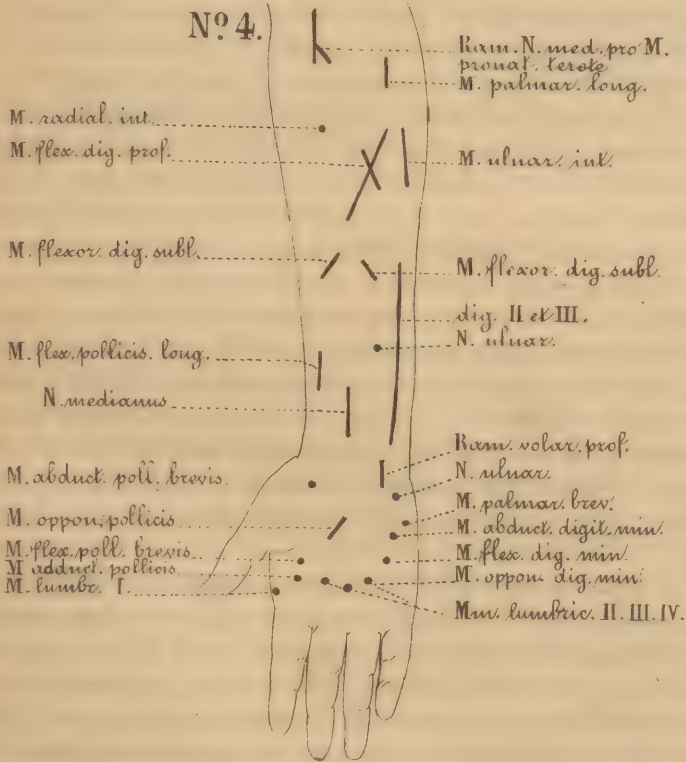 Nº 4.
Ram. N. med. pro M.
pronat. terete
M. palmar. long.
M. radial. int.
M. flex. dig. prof.
M. ulnar. int.
M. flexor. dig. subl.
M. flexor. dig. subl.
dig. II et III.
N. ulnar.
M. flex. pollicis. long.
N. medianus
Ram. volar. prof.
N. ulnar.
M. abduct. poll. brevis.
M. palmar. brev.
M. oppon. pollicis
M. abduct. digit. min.
M. flex. poll. brevis
M. flex. dig. min.
M adduct. pollicis
M. oppon. dig. min.
M. lumbr. I.
Mm. lumbric. II. III. IV.